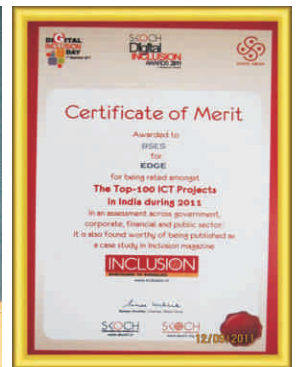 DIGITAL
INCLUSION
DAY
SKOCH
Digital
INCLUSION
AWARDS 2011
Certificate of Merit
Awarded to
BSES
for
EDGE
for being rated amongst
The Top-100 ICT Projects
in India during 2011
in an assessment across government,
corporate, financial and public sector
It is also found worthy of being published as
a case study in Inclusion magazine
INCLUSION
SKOCH
SKOCH
12/09/2011